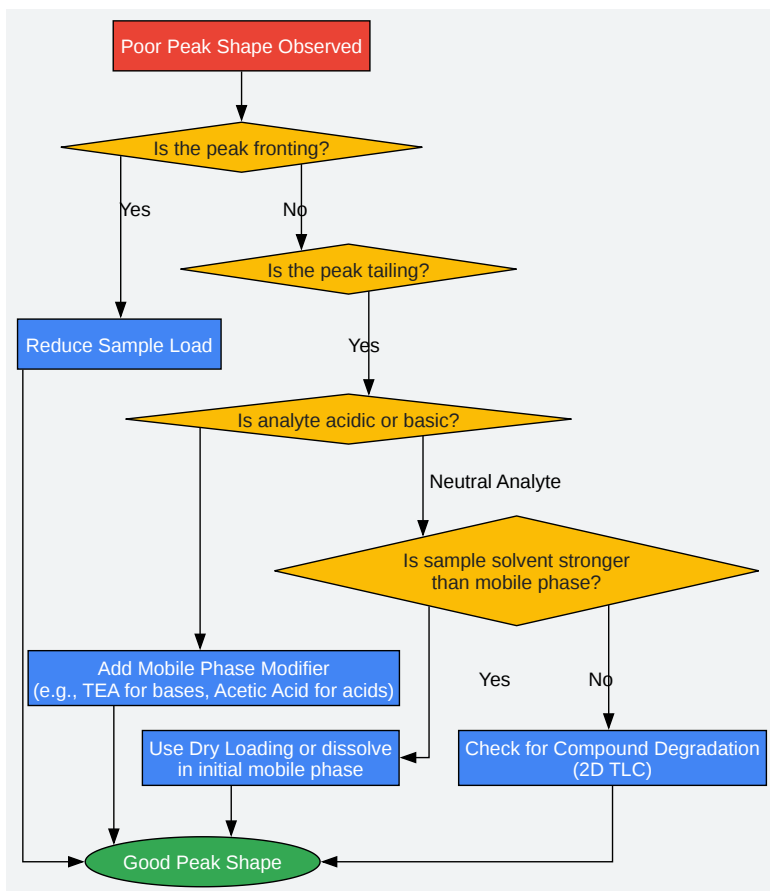 Poor Peak Shape Observed
Is the peak fronting?
Yes
No
Is the peak tailing?
Reduce Sample Load
Yes
Is analyte acidic or basic?
Neutral Analyte
Is sample solvent stronger
than mobile phase?
Add Mobile Phase Modifier
(e.g., TEA for bases, Acetic Acid for acids)
Yes
No
Use Dry Loading or dissolve
in initial mobile phase
Check for Compound Degradation
(2D TLC)
Good Peak Shape